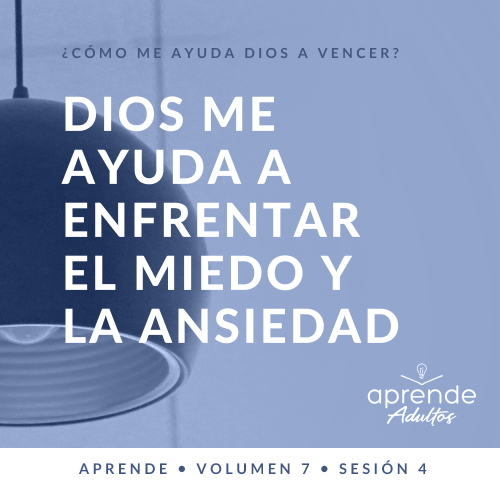 ¿CÓMO ME AYUDA DIOS A VENCER?
DIOS ME
AYUDA A
ENFRENTAR
EL MIEDO Y
LA ANSIEDAD
aprende
Adultos
APRENDE • VOLUMEN 7 • SESIÓN 4